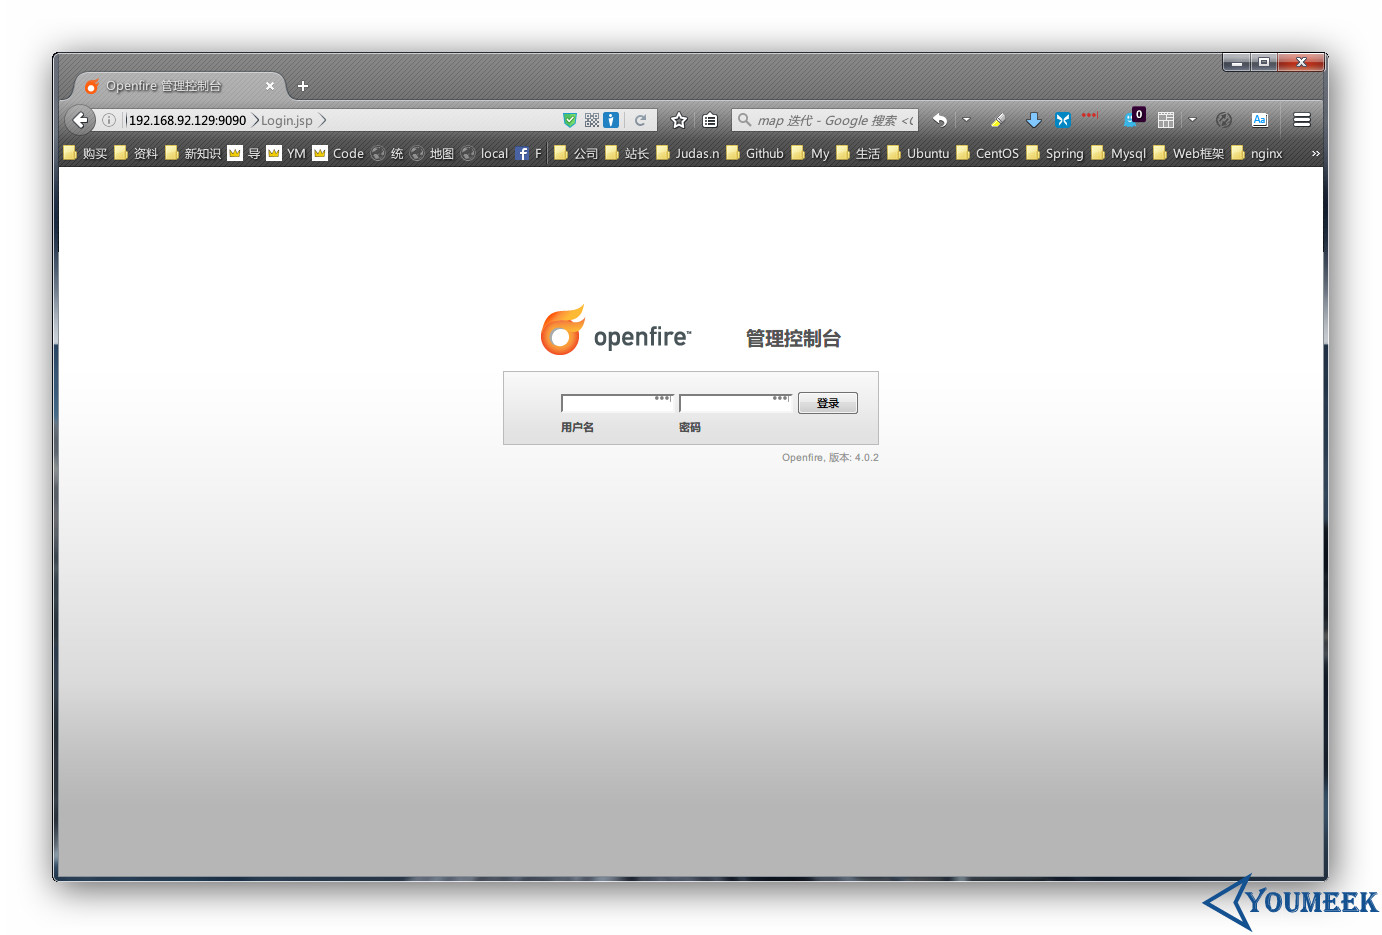 Openfire 管理控制台
192.168.92.129:9090 Login.jsp
map 迭代 - Google 搜索 <
0
Aa
购买 资料 新知识 导 YM Code 统 地图 local F 公司 站长 Judas.n Github My 生活 Ubuntu CentOS Spring Mysql Web框架 nginx »
openfire™ 管理控制台
登录
用户名 密码
Openfire, 版本: 4.0.2
YOUMEEK